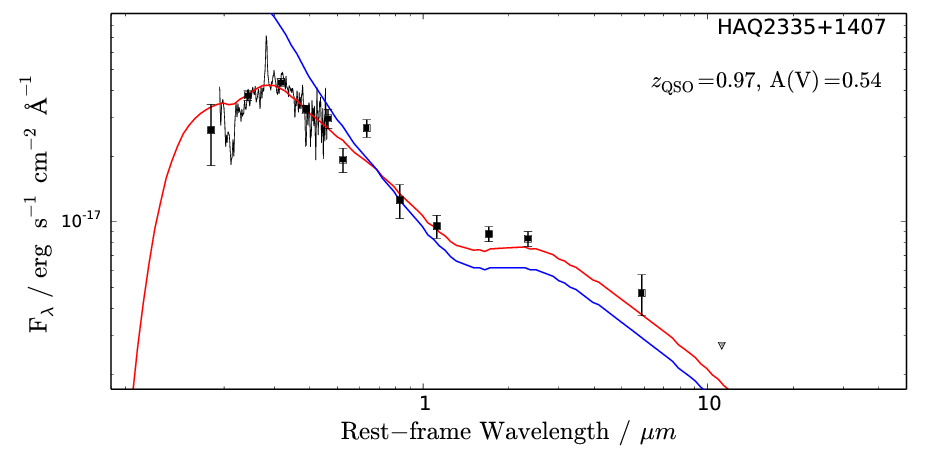 HAQ2335+1407
z_QSO=0.97, A(V)=0.54
F_λ / erg s⁻¹ cm⁻² Å⁻¹
10⁻¹⁷
1 10
Rest−frame Wavelength / μm